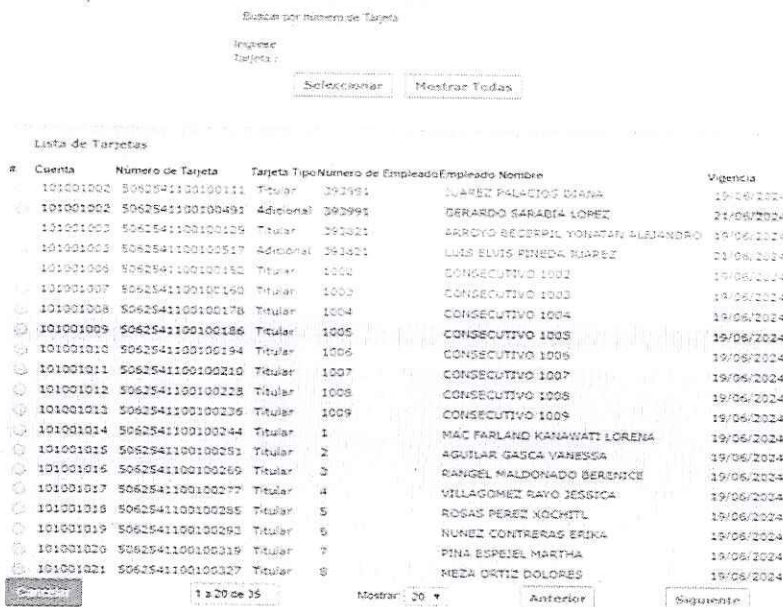 Buscar por número de Tarjeta
Ingrese
Tarjeta :
Seleccionar Mostrar Todas
Lista de Tarjetas
# Cuenta Número de Tarjeta Tarjeta Tipo Numero de Empleado Empleado Nombre Vigencia
101001002 5062541100100111 Titular 393991 JUAREZ PALACIOS DIANA 19/06/2024
101001002 5062541100100491 Adicional 393991 GERARDO SARABIA LOPEZ 21/06/2024
101001003 5062541100100129 Titular 393821 ARROYO BECERRIL YONATAN ALEJANDRO 19/06/2024
101001003 5062541100100517 Adicional 393821 LUIS ELVIS PINEDA JUAREZ 21/06/2024
101001006 5062541100100152 Titular 1002 CONSECUTIVO 1002 19/06/2024
101001007 5062541100100160 Titular 1003 CONSECUTIVO 1003 19/06/2024
101001008 5062541100100178 Titular 1004 CONSECUTIVO 1004 19/06/2024
101001009 5062541100100186 Titular 1005 CONSECUTIVO 1005 19/06/2024
101001010 5062541100100194 Titular 1006 CONSECUTIVO 1006 19/06/2024
101001011 5062541100100210 Titular 1007 CONSECUTIVO 1007 19/06/2024
101001012 5062541100100228 Titular 1008 CONSECUTIVO 1008 19/06/2024
101001013 5062541100100236 Titular 1009 CONSECUTIVO 1009 19/06/2024
101001014 5062541100100244 Titular 1 MAC FARLAND KANAWATI LORENA 19/06/2024
101001015 5062541100100251 Titular 2 AGUILAR GASCA VANESSA 19/06/2024
101001016 5062541100100269 Titular 3 RANGEL MALDONADO BERENICE 19/06/2024
101001017 5062541100100277 Titular 4 VILLAGOMEZ RAYO JESSICA 19/06/2024
101001018 5062541100100285 Titular 5 ROSAS PEREZ XOCHITL 19/06/2024
101001019 5062541100100293 Titular 6 NUNEZ CONTRERAS ERIKA 19/06/2024
101001020 5062541100100319 Titular 7 PINA ESPEJEL MARTHA 19/06/2024
101001021 5062541100100327 Titular 8 MEZA ORTIZ DOLORES 19/06/2024
Cancelar 1 a 20 de 35 Mostrar 20 Anterior Siguiente